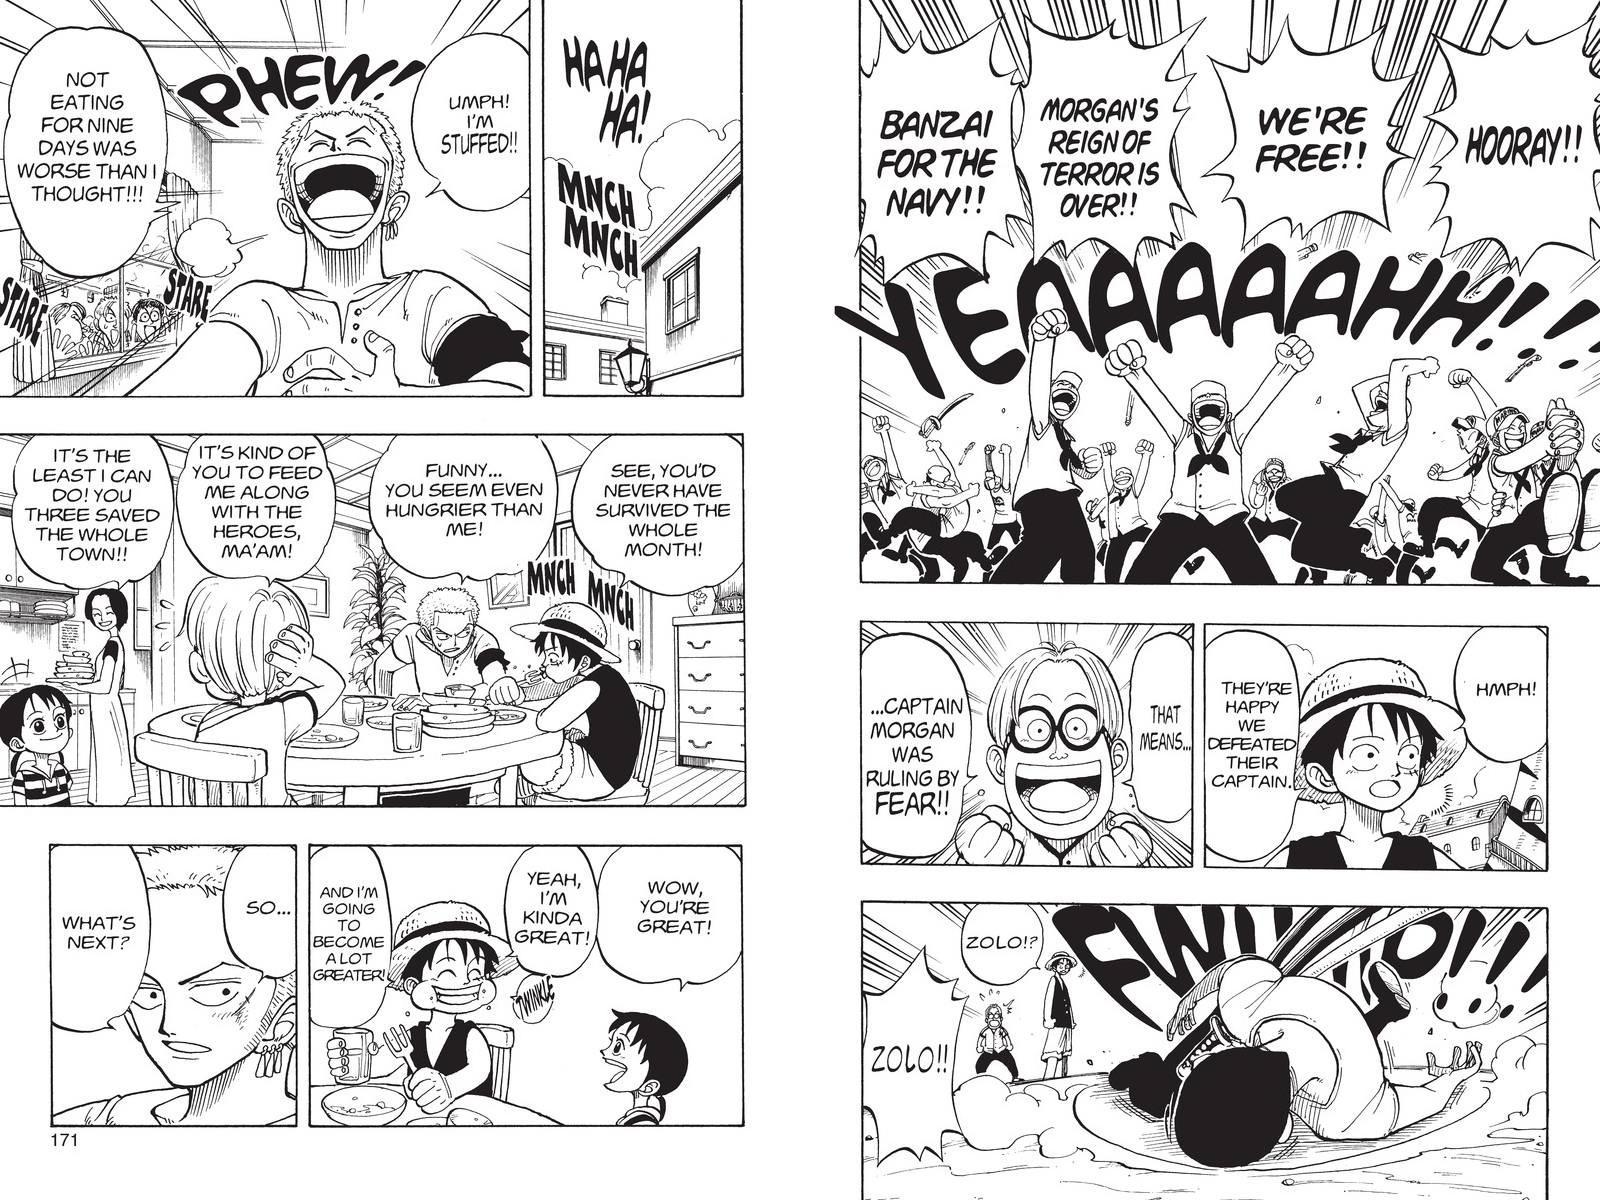 HOORAY!!
WE'RE
FREE!!
MORGAN'S
REIGN OF
TERROR IS
OVER!!
BANZAI
FOR THE
NAVY!!
YEAAAAAAHH!!!
HMPH!
THEY'RE
HAPPY
WE
DEFEATED
THEIR
CAPTAIN.
THAT
MEANS...
...CAPTAIN
MORGAN
WAS
RULING BY
FEAR!!
ZOLO!?
ZOLO!!
HA HA
HA!
MNCH
MNCH
UMPH!
I'M
STUFFED!!
PHEW!
NOT
EATING
FOR NINE
DAYS WAS
WORSE THAN I
THOUGHT!!!
STARE
STARE
SEE, YOU'D
NEVER HAVE
SURVIVED THE
WHOLE
MONTH!
FUNNY...
YOU SEEM EVEN
HUNGRIER THAN
ME!
MNCH
MNCH
IT'S KIND OF
YOU TO FEED
ME ALONG
WITH THE
HEROES,
MA'AM!
IT'S THE
LEAST I CAN
DO! YOU
THREE SAVED
THE WHOLE
TOWN!!
WOW,
YOU'RE
GREAT!
YEAH,
I'M
KINDA
GREAT!
TWINKLE
AND I'M
GOING
TO
BECOME
A LOT
GREATER!
SO...
WHAT'S
NEXT?
171